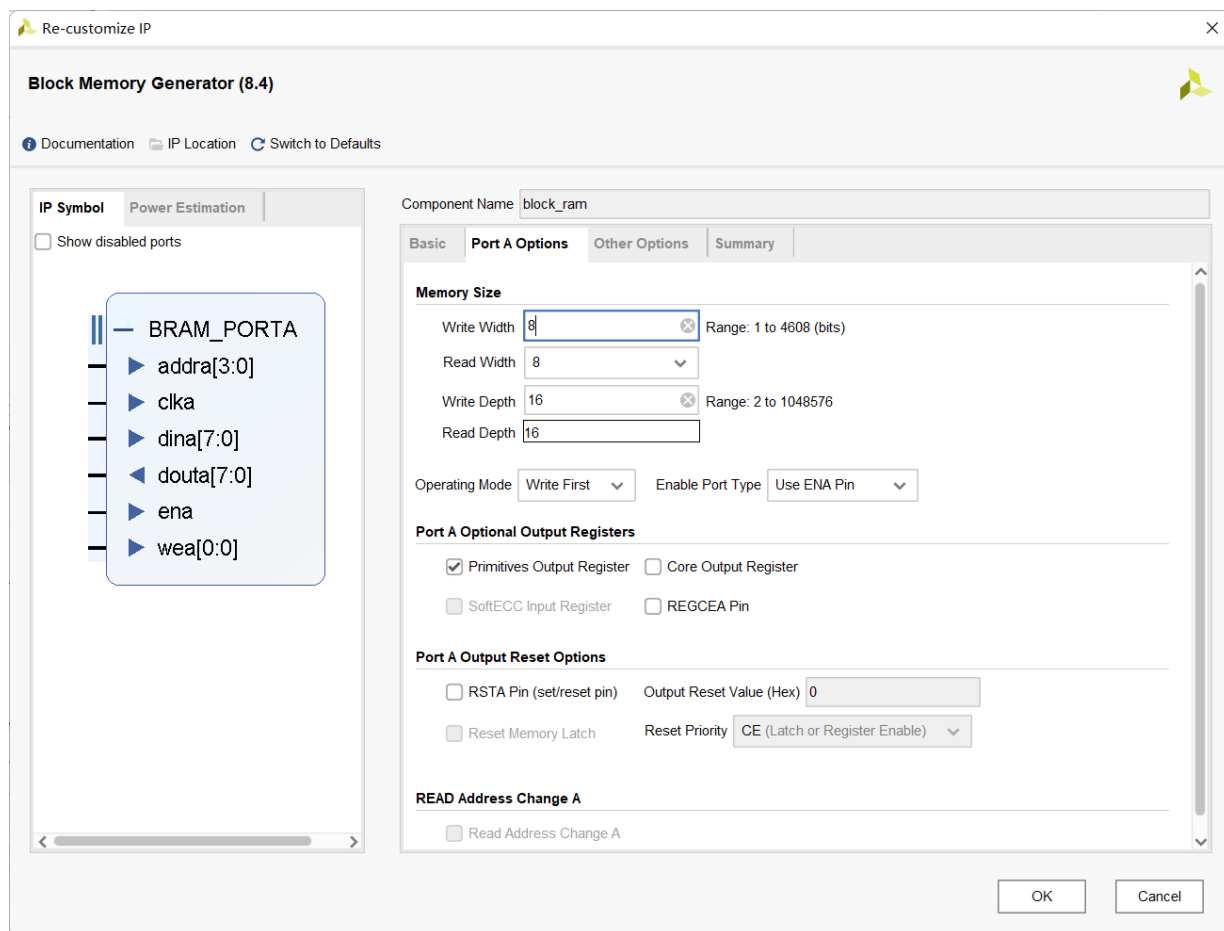 Re-customize IP
Block Memory Generator (8.4)
Documentation IP Location Switch to Defaults
IP Symbol Power Estimation
Show disabled ports
BRAM_PORTA
addra[3:0]
clka
dina[7:0]
douta[7:0]
ena
wea[0:0]
Component Name block_ram
Basic Port A Options Other Options Summary
Memory Size
Write Width 8 Range: 1 to 4608 (bits)
Read Width 8
Write Depth 16 Range: 2 to 1048576
Read Depth 16
Operating Mode Write First Enable Port Type Use ENA Pin
Port A Optional Output Registers
Primitives Output Register Core Output Register
SoftECC Input Register REGCEA Pin
Port A Output Reset Options
RSTA Pin (set/reset pin) Output Reset Value (Hex) 0
Reset Memory Latch Reset Priority CE (Latch or Register Enable)
READ Address Change A
Read Address Change A
OK Cancel